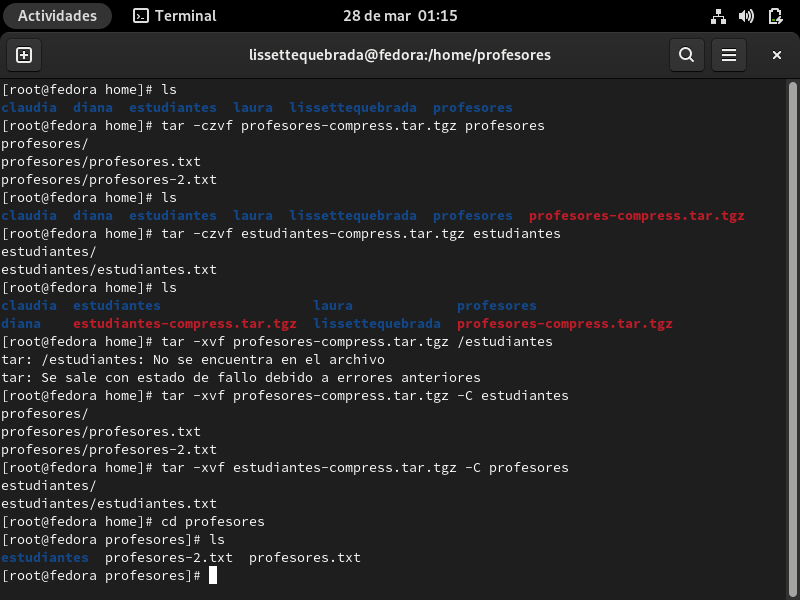 Actividades Terminal 28 de mar 01:15
lissettequebrada@fedora:/home/profesores
[root@fedora home]# ls
claudia diana estudiantes laura lissettequebrada profesores
[root@fedora home]# tar -czvf profesores-compress.tar.tgz profesores
profesores/
profesores/profesores.txt
profesores/profesores-2.txt
[root@fedora home]# ls
claudia diana estudiantes laura lissettequebrada profesores profesores-compress.tar.tgz
[root@fedora home]# tar -czvf estudiantes-compress.tar.tgz estudiantes
estudiantes/
estudiantes/estudiantes.txt
[root@fedora home]# ls
claudia estudiantes laura profesores
diana estudiantes-compress.tar.tgz lissettequebrada profesores-compress.tar.tgz
[root@fedora home]# tar -xvf profesores-compress.tar.tgz /estudiantes
tar: /estudiantes: No se encuentra en el archivo
tar: Se sale con estado de fallo debido a errores anteriores
[root@fedora home]# tar -xvf profesores-compress.tar.tgz -C estudiantes
profesores/
profesores/profesores.txt
profesores/profesores-2.txt
[root@fedora home]# tar -xvf estudiantes-compress.tar.tgz -C profesores
estudiantes/
estudiantes/estudiantes.txt
[root@fedora home]# cd profesores
[root@fedora profesores]# ls
estudiantes profesores-2.txt profesores.txt
[root@fedora profesores]#